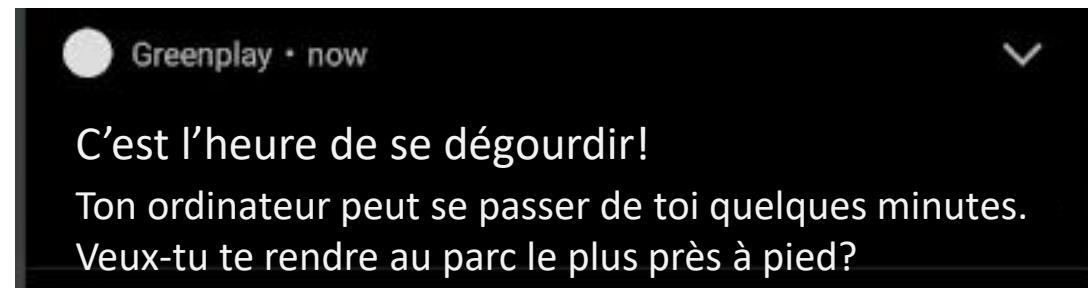 Greenplay • now
C’est l’heure de se dégourdir!
Ton ordinateur peut se passer de toi quelques minutes.
Veux-tu te rendre au parc le plus près à pied?